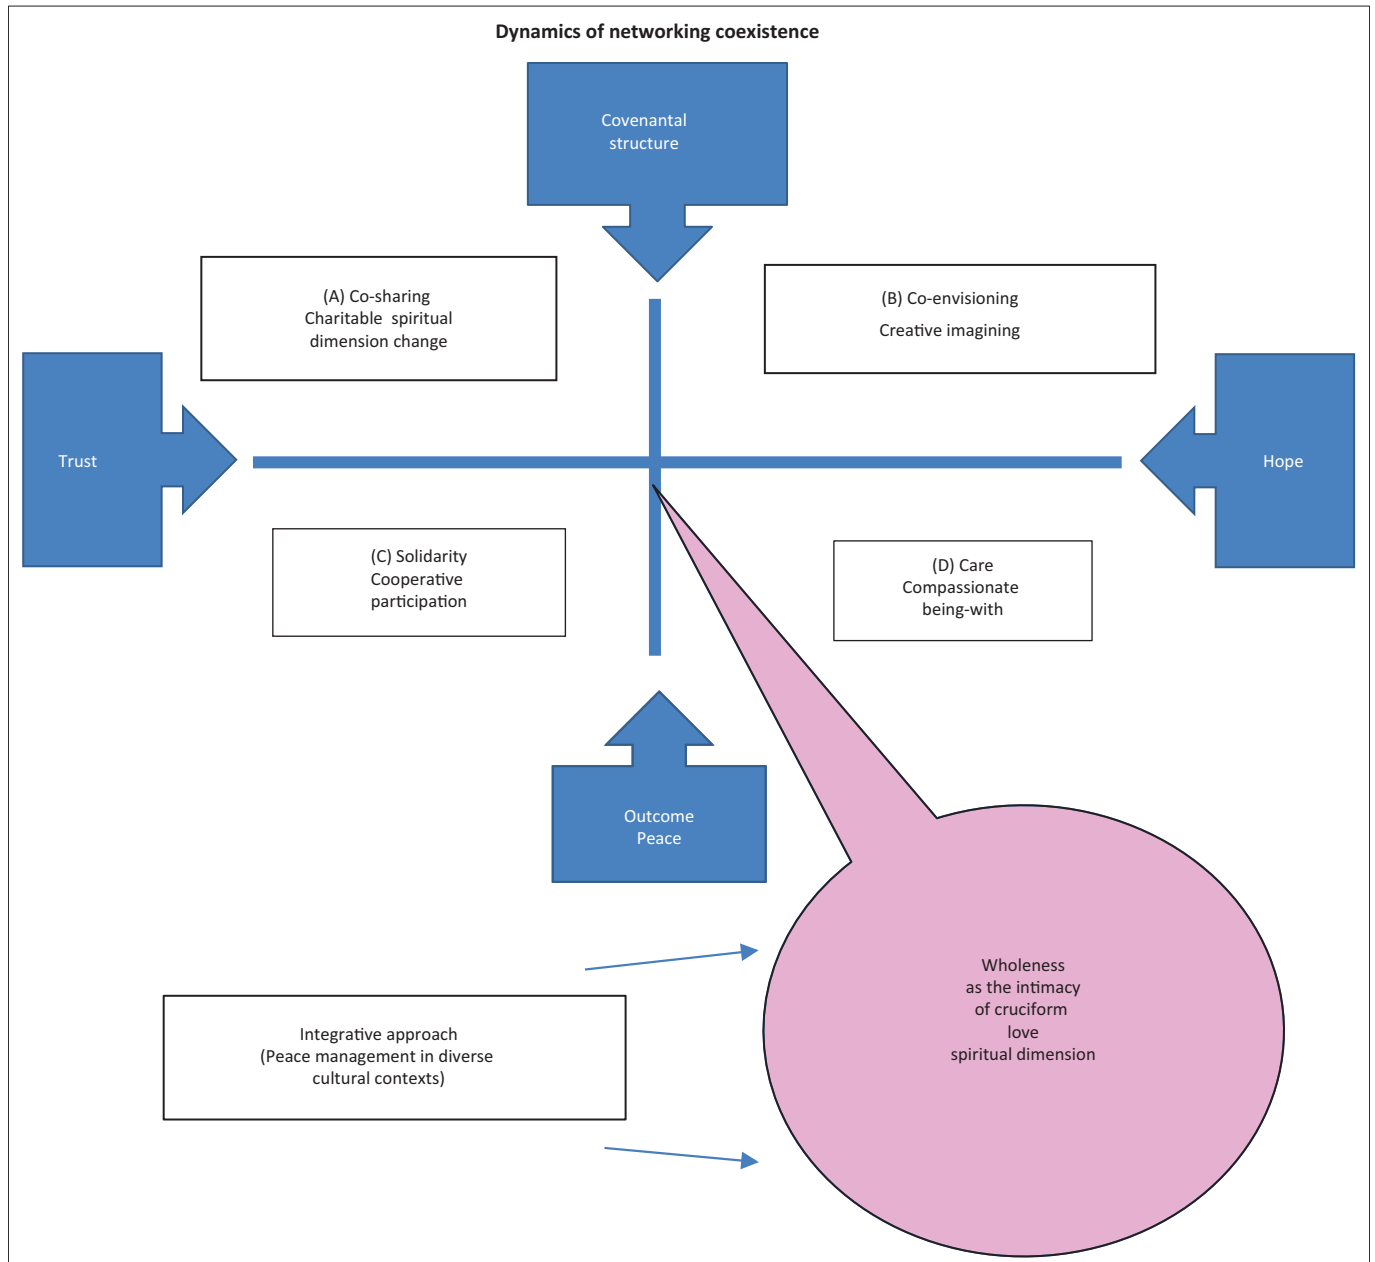 Dynamics of networking coexistence
Covenantal
structure
(A) Co-sharing
Charitable spiritual
dimension change
(B) Co-envisioning
Creative imagining
Trust
Hope
(C) Solidarity
Cooperative
participation
(D) Care
Compassionate
being-with
Outcome
Peace
Wholeness
as the intimacy
of cruciform
love
spiritual dimension
Integrative approach
(Peace management in diverse
cultural contexts)